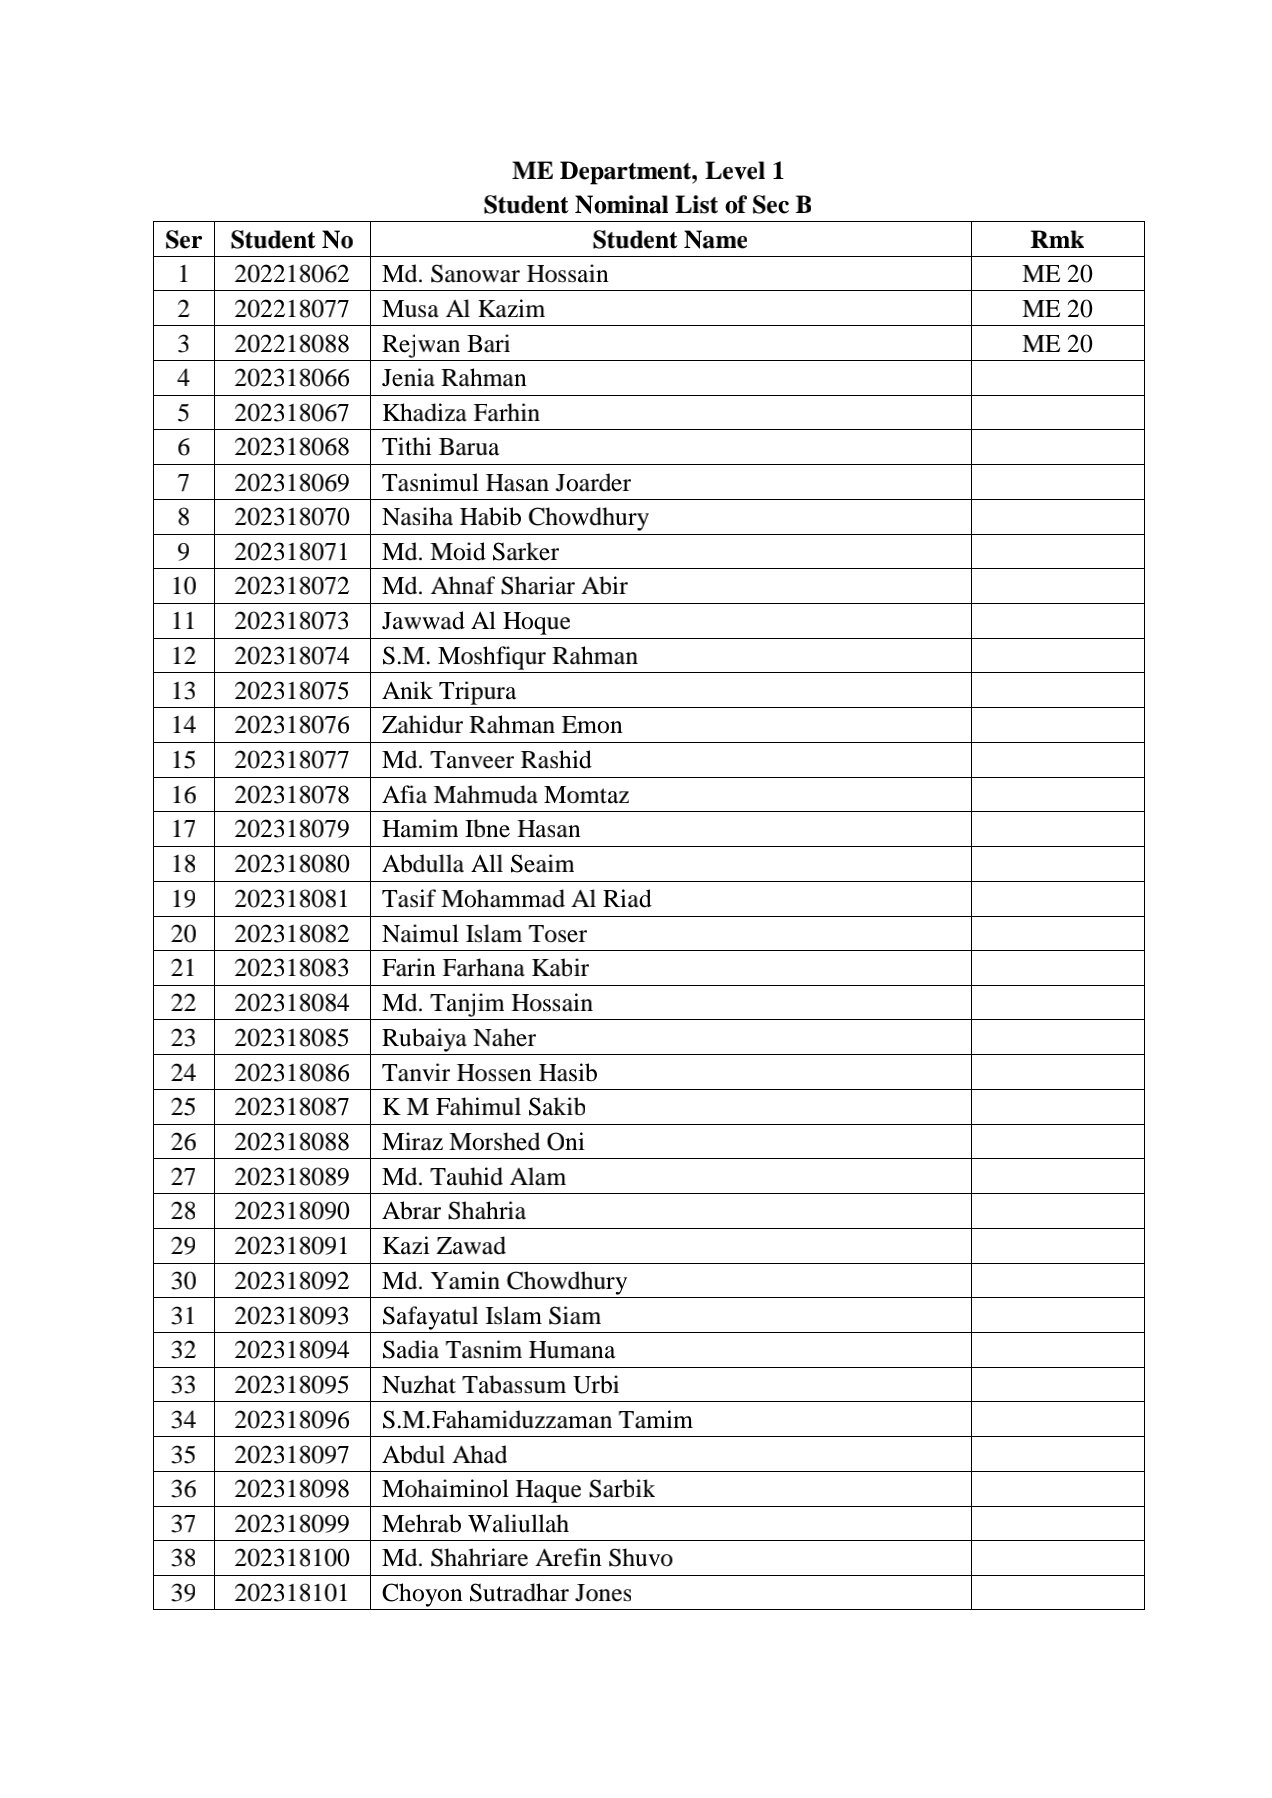 ME Department, Level 1
Student Nominal List of Sec B
Ser Student No Student Name Rmk
1 202218062 Md. Sanowar Hossain ME 20
2 202218077 Musa Al Kazim ME 20
3 202218088 Rejwan Bari ME 20
4 202318066 Jenia Rahman
5 202318067 Khadiza Farhin
6 202318068 Tithi Barua
7 202318069 Tasnimul Hasan Joarder
8 202318070 Nasiha Habib Chowdhury
9 202318071 Md. Moid Sarker
10 202318072 Md. Ahnaf Shariar Abir
11 202318073 Jawwad Al Hoque
12 202318074 S.M. Moshfiqur Rahman
13 202318075 Anik Tripura
14 202318076 Zahidur Rahman Emon
15 202318077 Md. Tanveer Rashid
16 202318078 Afia Mahmuda Momtaz
17 202318079 Hamim Ibne Hasan
18 202318080 Abdulla All Seaim
19 202318081 Tasif Mohammad Al Riad
20 202318082 Naimul Islam Toser
21 202318083 Farin Farhana Kabir
22 202318084 Md. Tanjim Hossain
23 202318085 Rubaiya Naher
24 202318086 Tanvir Hossen Hasib
25 202318087 K M Fahimul Sakib
26 202318088 Miraz Morshed Oni
27 202318089 Md. Tauhid Alam
28 202318090 Abrar Shahria
29 202318091 Kazi Zawad
30 202318092 Md. Yamin Chowdhury
31 202318093 Safayatul Islam Siam
32 202318094 Sadia Tasnim Humana
33 202318095 Nuzhat Tabassum Urbi
34 202318096 S.M.Fahamiduzzaman Tamim
35 202318097 Abdul Ahad
36 202318098 Mohaiminol Haque Sarbik
37 202318099 Mehrab Waliullah
38 202318100 Md. Shahriare Arefin Shuvo
39 202318101 Choyon Sutradhar Jones